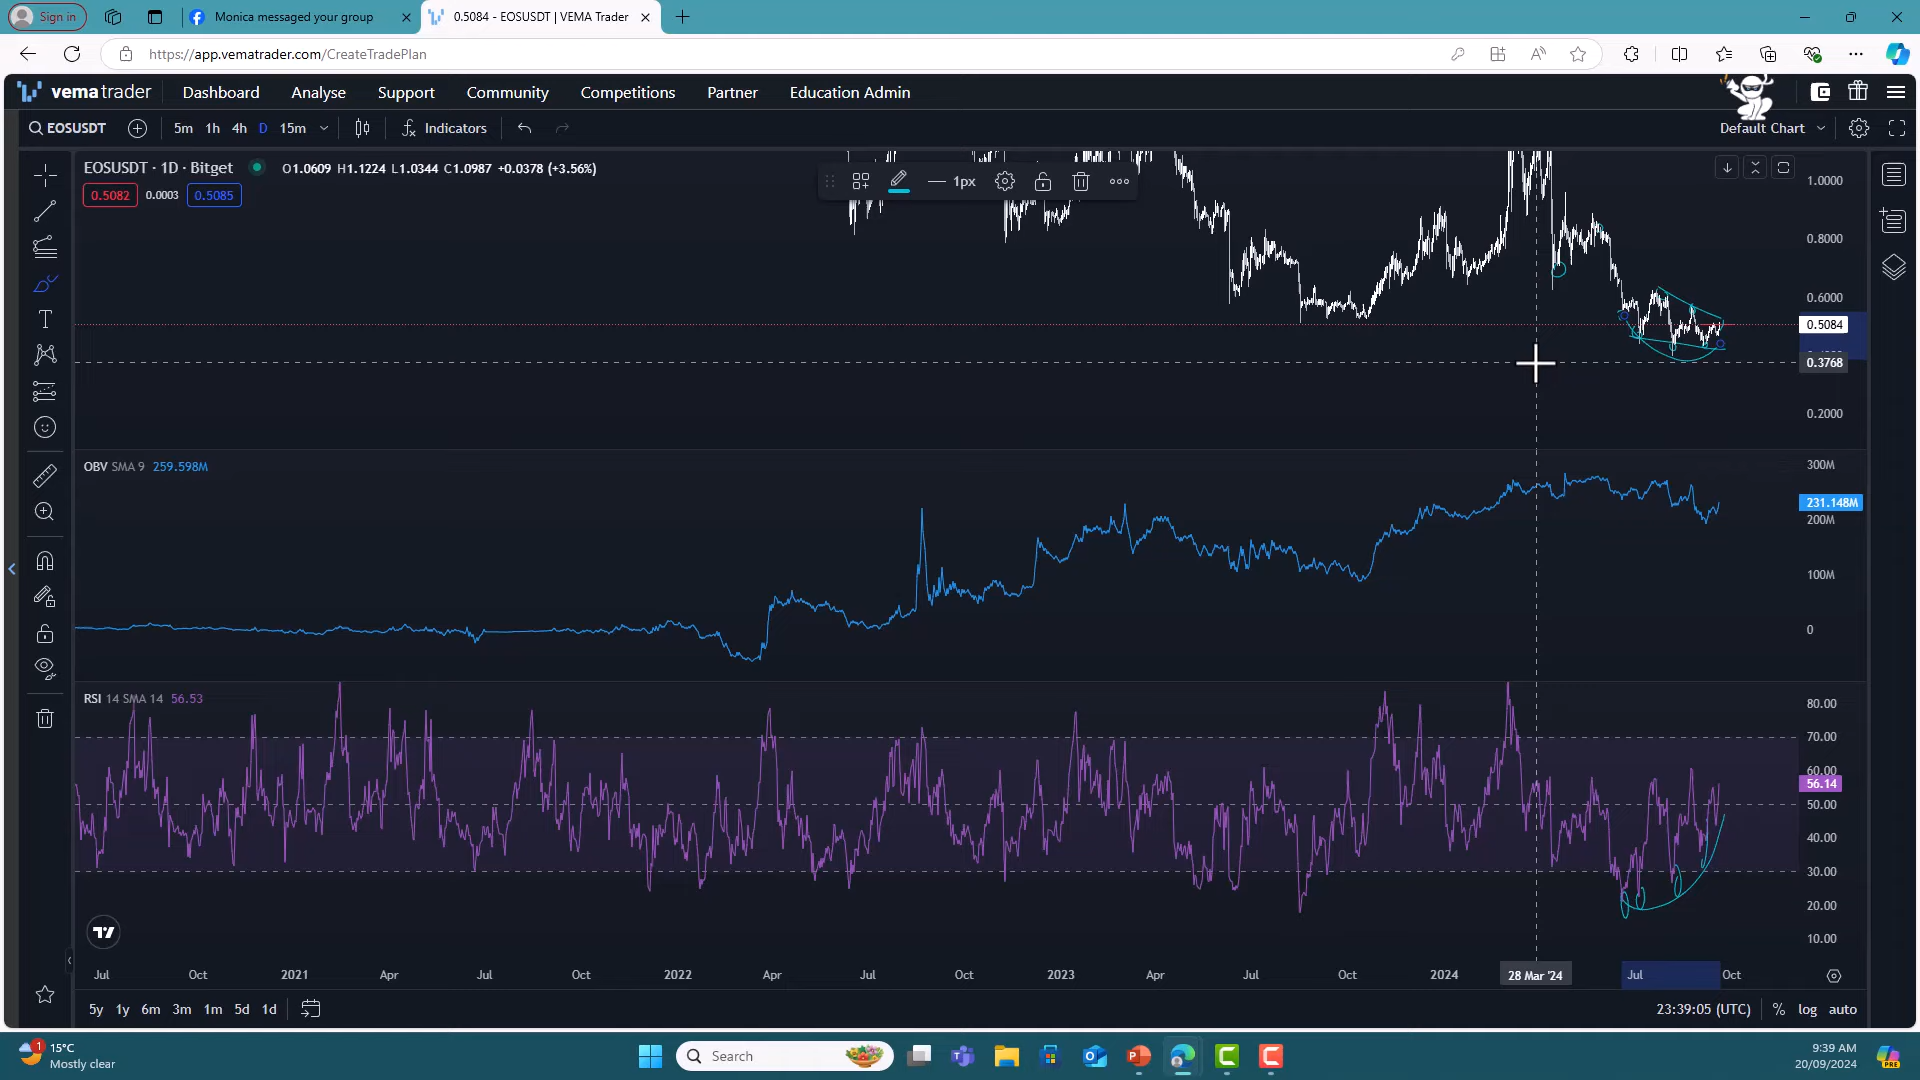 Sign in
Monica messaged your group
0.5084 - EOSUSDT | VEMA Trader
https://app.vematrader.com/CreateTradePlan
vema trader Dashboard Analyse Support Community Competitions Partner Education Admin
EOSUSDT 5m 1h 4h D 15m Indicators Default Chart
EOSUSDT · 1D · Bitget O1.0609 H1.1224 L1.0344 C1.0987 +0.0378 (+3.56%)
0.5082 0.0003 0.5085
1px
1.0000
0.8000
0.6000
0.5084
0.3768
0.2000
OBV SMA 9 259.598M
300M
231.148M
200M
100M
0
RSI 14 SMA 14 56.53
80.00
70.00
60.00
56.14
50.00
40.00
30.00
20.00
10.00
Jul Oct 2021 Apr Jul Oct 2022 Apr Jul Oct 2023 Apr Jul Oct 2024 28 Mar '24 Jul Oct
5y 1y 6m 3m 1m 5d 1d 23:39:05 (UTC) % log auto
1
15°C
Mostly clear
Search
9:39 AM
20/09/2024
PRE